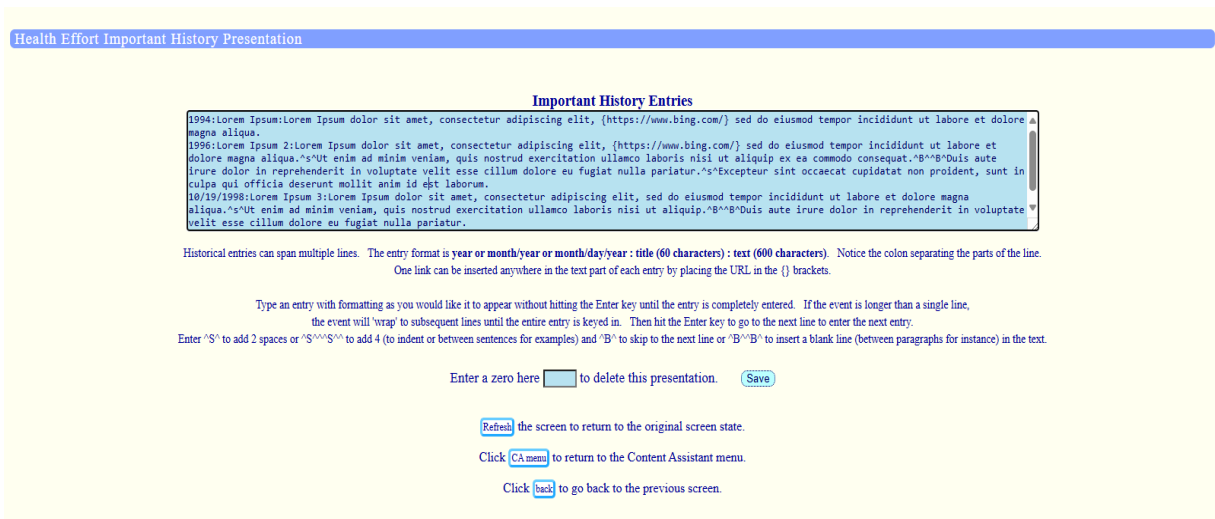 Health Effort Important History Presentation
Important History Entries
1994:Lorem Ipsum:Lorem Ipsum dolor sit amet, consectetur adipiscing elit, {https://www.bing.com/} sed do eiusmod tempor incididunt ut labore et dolore
magna aliqua.
1996:Lorem Ipsum 2:Lorem Ipsum dolor sit amet, consectetur adipiscing elit, {https://www.bing.com/} sed do eiusmod tempor incididunt ut labore et
dolore magna aliqua.^s^Ut enim ad minim veniam, quis nostrud exercitation ullamco laboris nisi ut aliquip ex ea commodo consequat.^B^^B^Duis aute
irure dolor in reprehenderit in voluptate velit esse cillum dolore eu fugiat nulla pariatur.^s^Excepteur sint occaecat cupidatat non proident, sunt in
culpa qui officia deserunt mollit anim id est laborum.
10/19/1998:Lorem Ipsum 3:Lorem Ipsum dolor sit amet, consectetur adipiscing elit, sed do eiusmod tempor incididunt ut labore et dolore magna
aliqua.^s^Ut enim ad minim veniam, quis nostrud exercitation ullamco laboris nisi ut aliquip.^B^^B^Duis aute irure dolor in reprehenderit in voluptate
velit esse cillum dolore eu fugiat nulla pariatur.
Historical entries can span multiple lines. The entry format is year or month/year or month/day/year : title (60 characters) : text (600 characters). Notice the colon separating the parts of the line.
One link can be inserted anywhere in the text part of each entry by placing the URL in the {} brackets.
Type an entry with formatting as you would like it to appear without hitting the Enter key until the entry is completely entered. If the event is longer than a single line,
the event will 'wrap' to subsequent lines until the entire entry is keyed in. Then hit the Enter key to go to the next line to enter the next entry.
Enter ^S^ to add 2 spaces or ^S^^^S^^ to add 4 (to indent or between sentences for examples) and ^B^ to skip to the next line or ^B^^B^ to insert a blank line (between paragraphs for instance) in the text.
Enter a zero here to delete this presentation. Save
Refresh the screen to return to the original screen state.
Click CA menu to return to the Content Assistant menu.
Click back to go back to the previous screen.